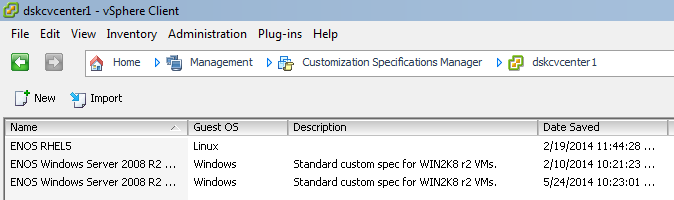 dskcvcenter1 - vSphere Client
File Edit View Inventory Administration Plug-ins Help
Home Management Customization Specifications Manager dskcvcenter1
New Import
Name Guest OS Description Date Saved
ENOS RHEL5 Linux 2/19/2014 11:44:28 ...
ENOS Windows Server 2008 R2 ... Windows Standard custom spec for WIN2K8 r2 VMs. 2/10/2014 10:21:23 ...
ENOS Windows Server 2008 R2 ... Windows Standard custom spec for WIN2K8 r2 VMs. 5/24/2014 10:23:01 ...